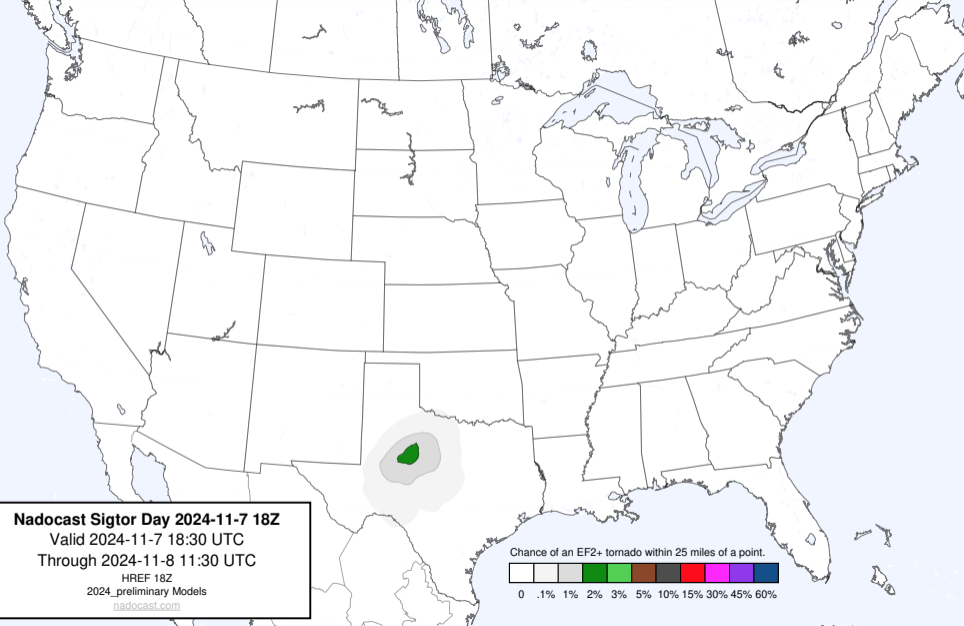 Nadocast Sigtor Day 2024-11-7 18Z
Valid 2024-11-7 18:30 UTC
Through 2024-11-8 11:30 UTC
HREF 18Z
2024_preliminary Models
nadocast.com
Chance of an EF2+ tornado within 25 miles of a point.
0 .1% 1% 2% 3% 5% 10% 15% 30% 45% 60%